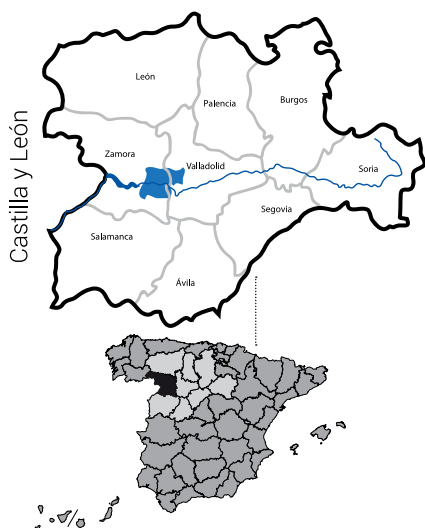 Castilla y León
León
Palencia
Burgos
Zamora
Valladolid
Soria
Segovia
Salamanca
Ávila